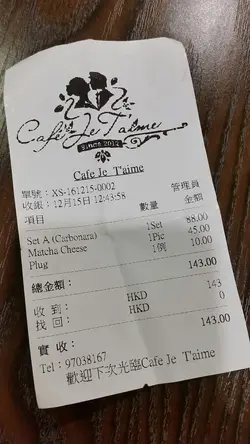 Café Je T'aime
Since 2012
Cafe Je T'aime
單號：XS-161215-0002 管理員
收銀：12月15日 12:43:58
項目 數量 金額
Set A (Carbonara) 1Set 88.00
Matcha Cheese 1Pic 45.00
Plug 1例 10.00
總金額： 143.00
收 到： HKD 143
找 回： HKD 0
實 收： 143.00
Tel：97038167
歡迎下次光臨Cafe Je T'aime